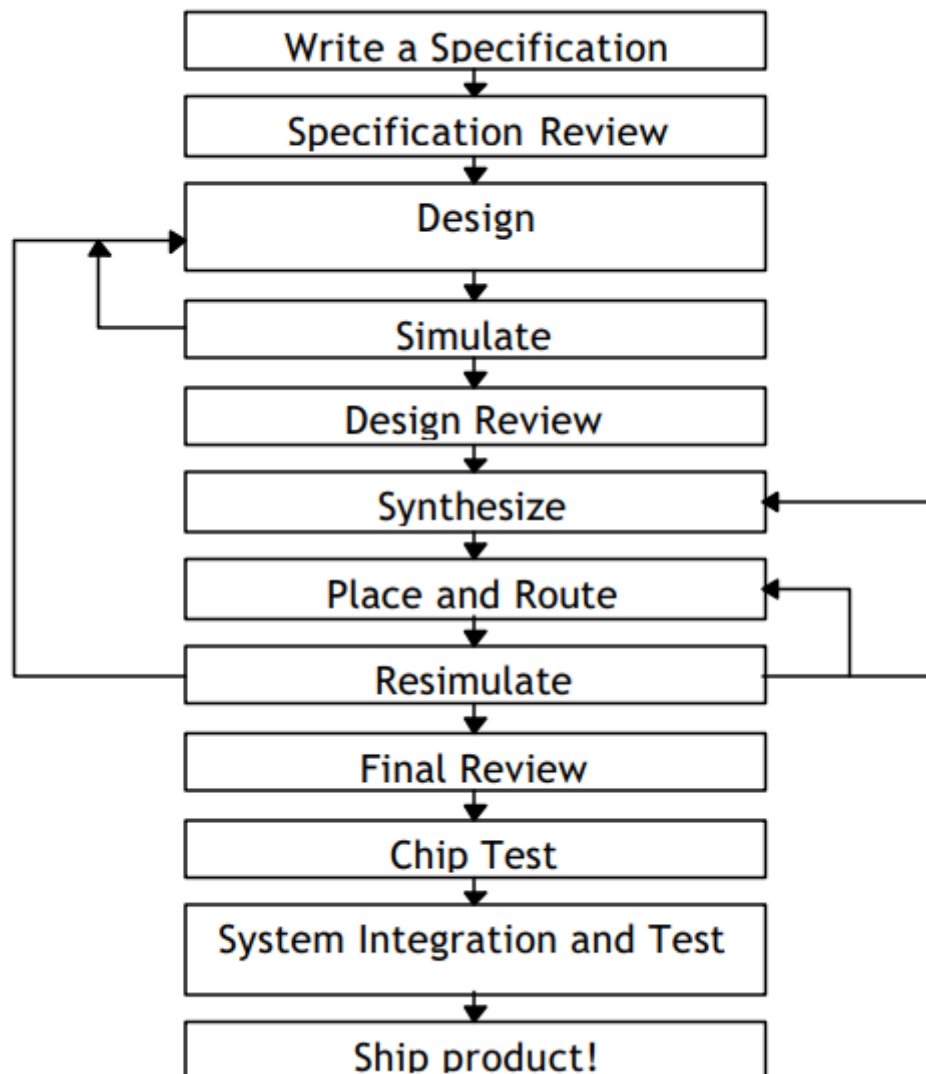 Write a Specification
Specification Review
Design
Simulate
Design Review
Synthesize
Place and Route
Resimulate
Final Review
Chip Test
System Integration and Test
Ship product!